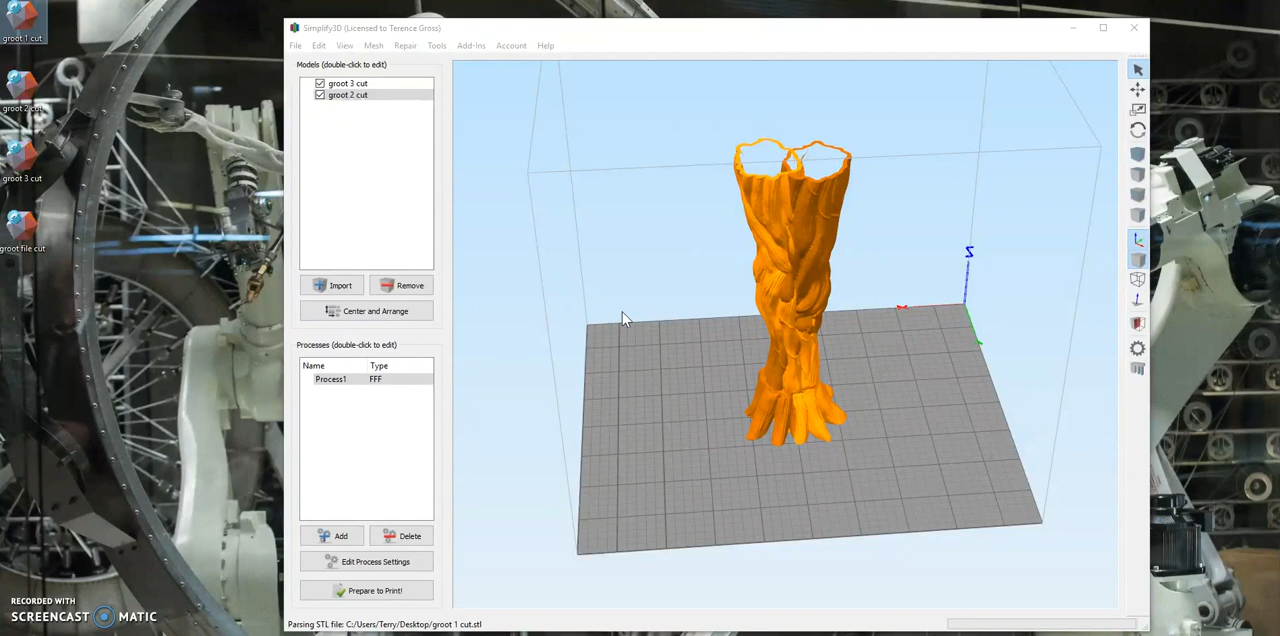 groot 1 cut
groot 2 cut
groot 3 cut
groot file cut
Simplify3D (Licensed to Terence Gross)
File Edit View Mesh Repair Tools Add-Ins Account Help
Models (double-click to edit)
groot 3 cut
groot 2 cut
Import Remove
Center and Arrange
Processes (double-click to edit)
Name Type
Process1 FFF
Add Delete
Edit Process Settings
Prepare to Print!
Z
Parsing STL file: C:/Users/Terry/Desktop/groot 1 cut.stl
RECORDED WITH
SCREENCAST MATIC